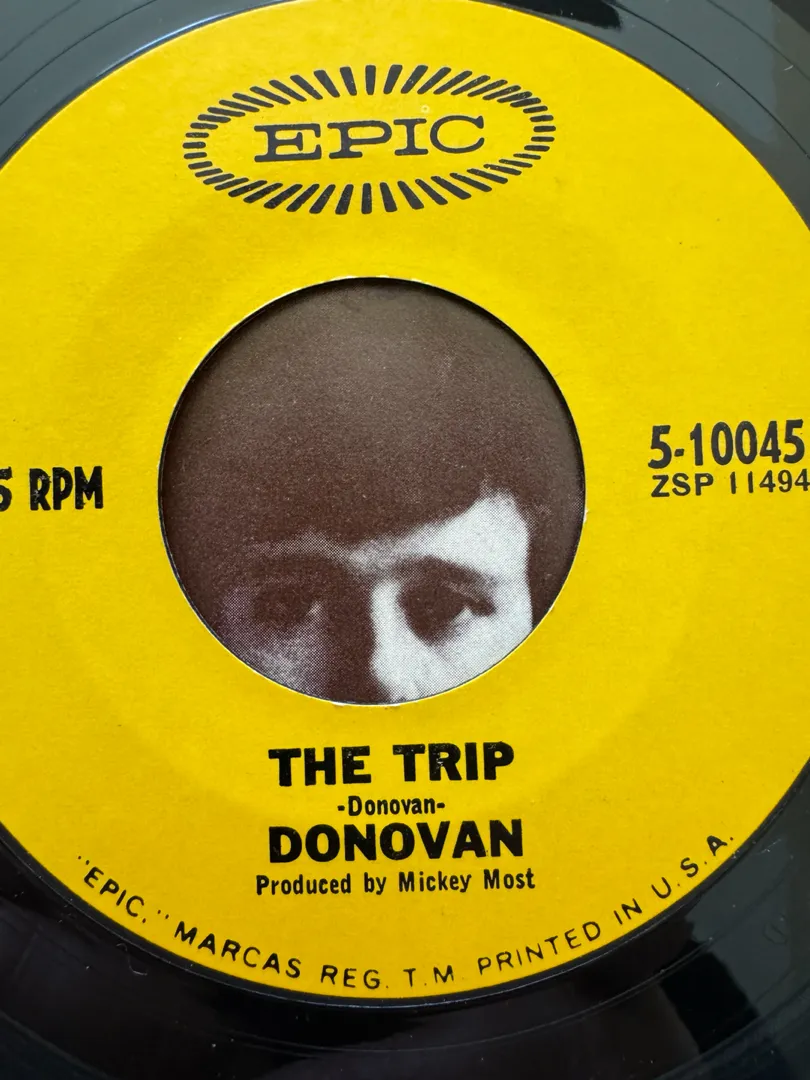 EPIC
5 RPM
5-10045
ZSP 11494
THE TRIP
-Donovan-
DONOVAN
Produced by Mickey Most
"EPIC," MARCAS REG. T.M. PRINTED IN U.S.A.